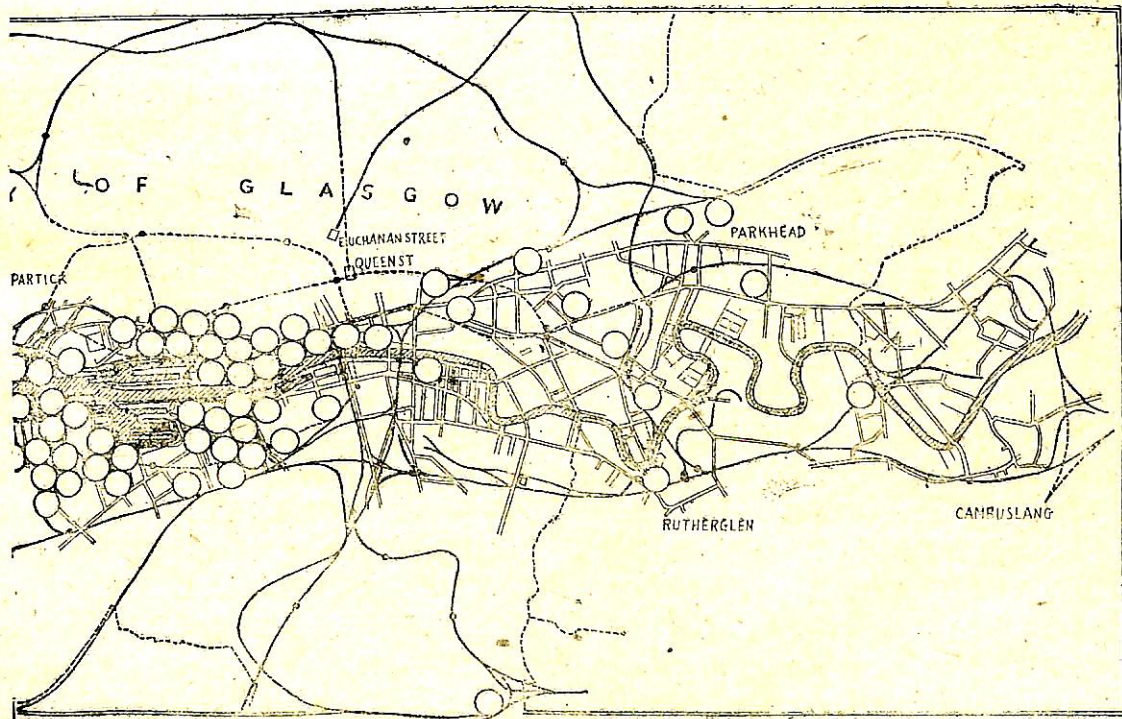 Y OF GLASGOW
BUCHANAN STREET
QUEEN ST
PARTICK
PARKHEAD
RUTHERGLEN
CAMBUSLANG